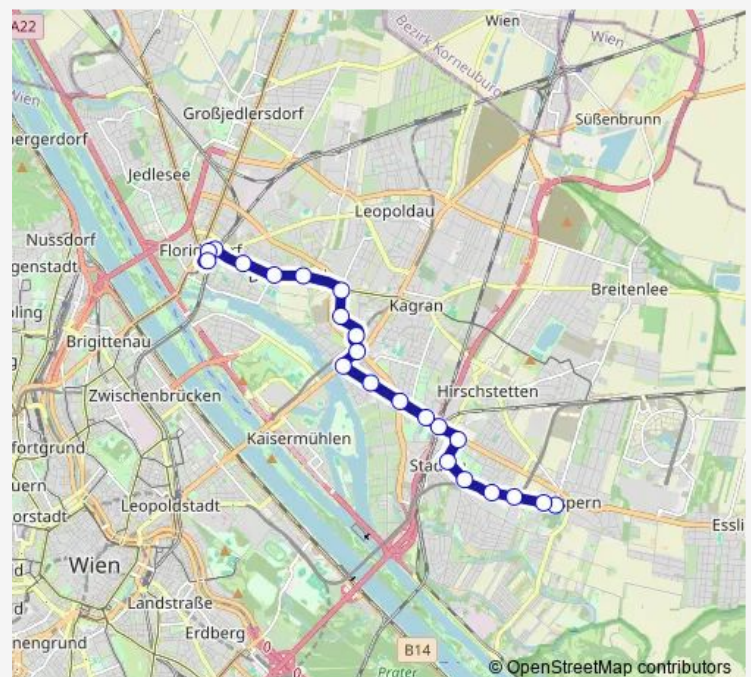 A22
Wien
Wien
Bezirk Korneuburg
Wien
Großjedlersdorf
Süßenbrunn
Jedlesee
Leopoldau
Nussdorf
Breitenlee
Kagran
Brigittenau
Zwischenbrücken
Hirschstetten
Kaisermühlen
Leopoldstadt
Wien
Landstraße
Erdberg
B14
Prater
© OpenStreetMap contributors